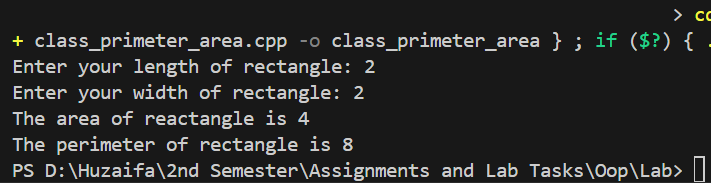 > co
+ class_primeter_area.cpp -o class_primeter_area } ; if ($?) { .
Enter your length of rectangle: 2
Enter your width of rectangle: 2
The area of reactangle is 4
The perimeter of rectangle is 8
PS D:\Huzaifa\2nd Semester\Assignments and Lab Tasks\Oop\Lab>